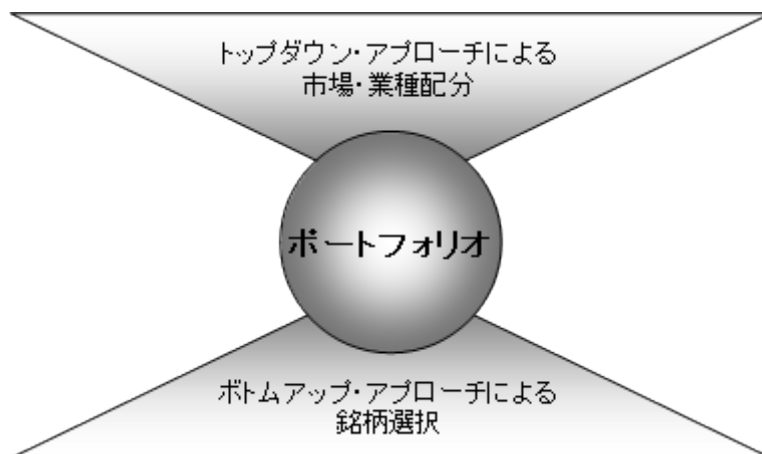 トップダウン・アプローチによる
市場・業種配分
ポートフォリオ
ボトムアップ・アプローチによる
銘柄選択